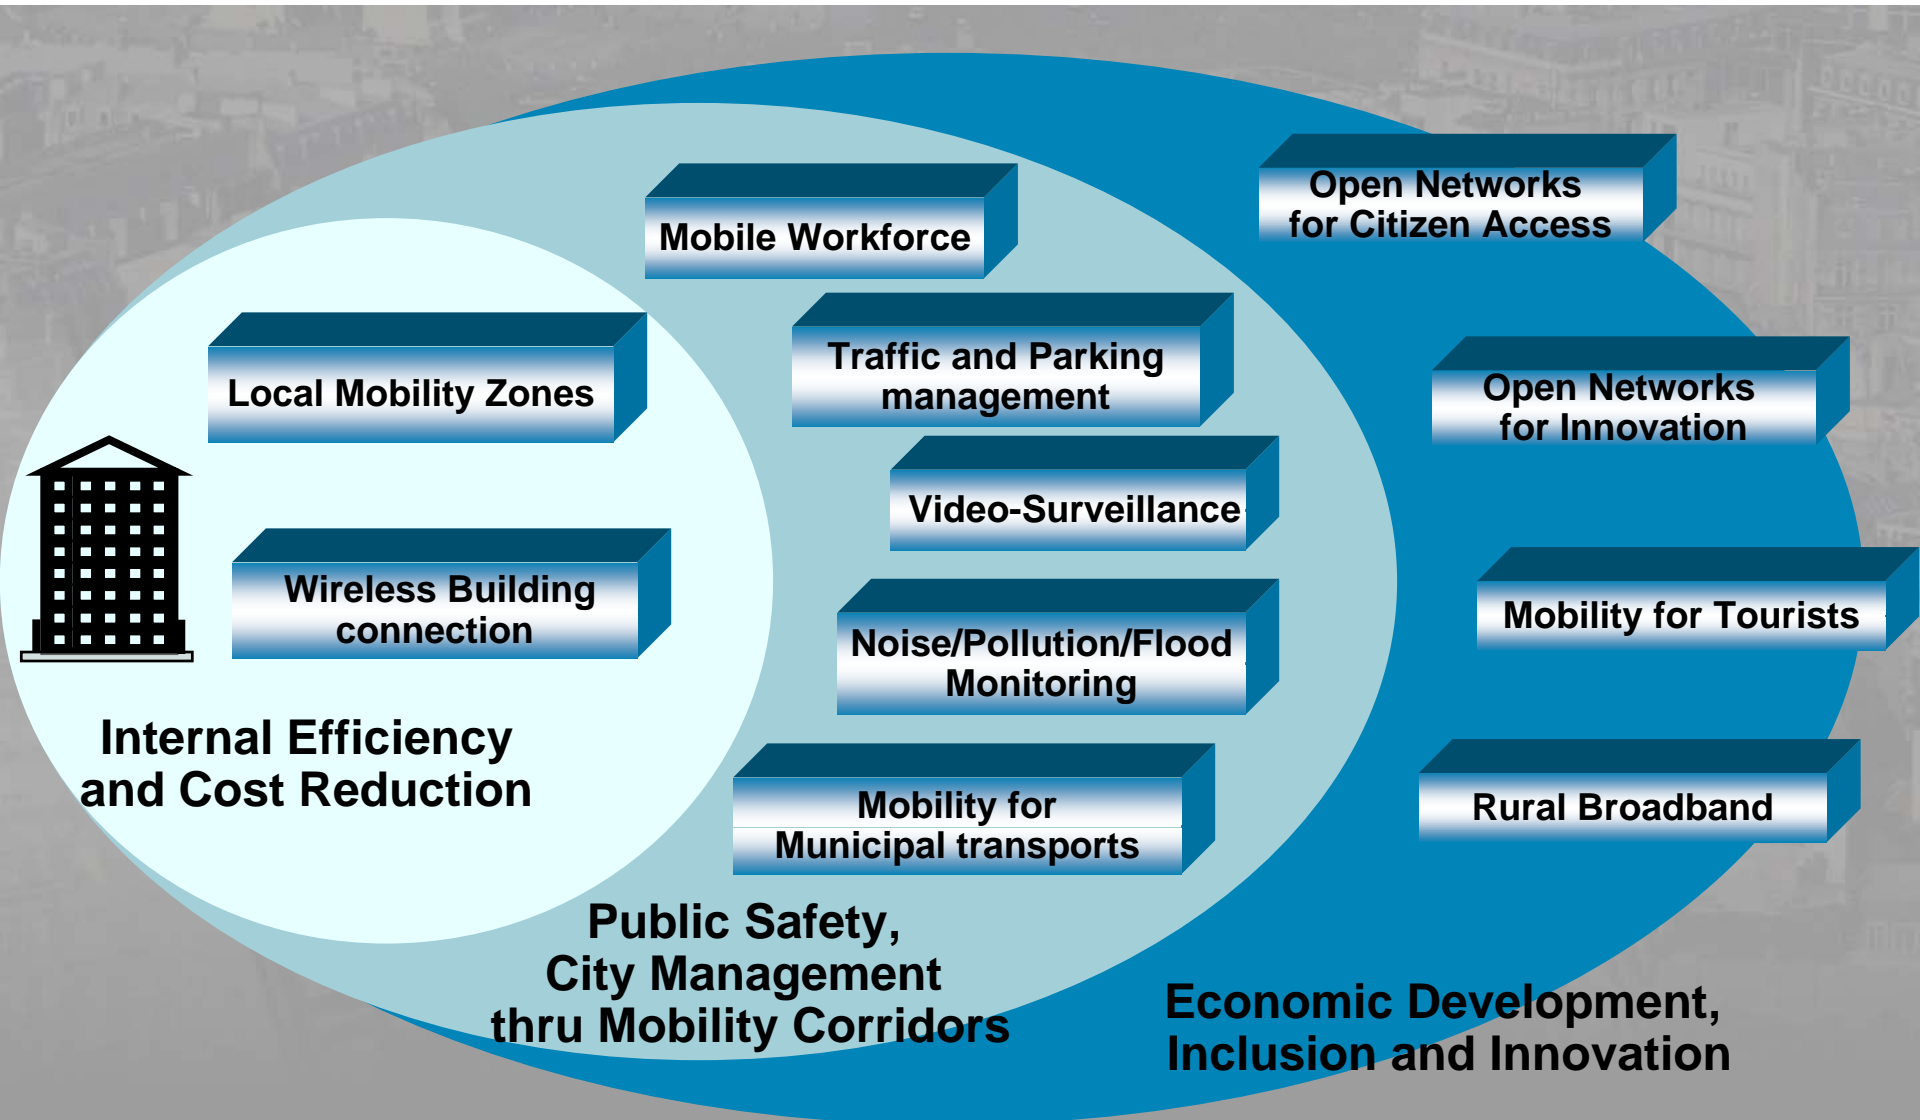 Local Mobility Zones
Wireless Building
connection
Internal Efficiency
and Cost Reduction
Mobile Workforce
Traffic and Parking
management
Video-Surveillance
Noise/Pollution/Flood
Monitoring
Mobility for
Municipal transports
Public Safety,
City Management
thru Mobility Corridors
Open Networks
for Citizen Access
Open Networks
for Innovation
Mobility for Tourists
Rural Broadband
Economic Development,
Inclusion and Innovation